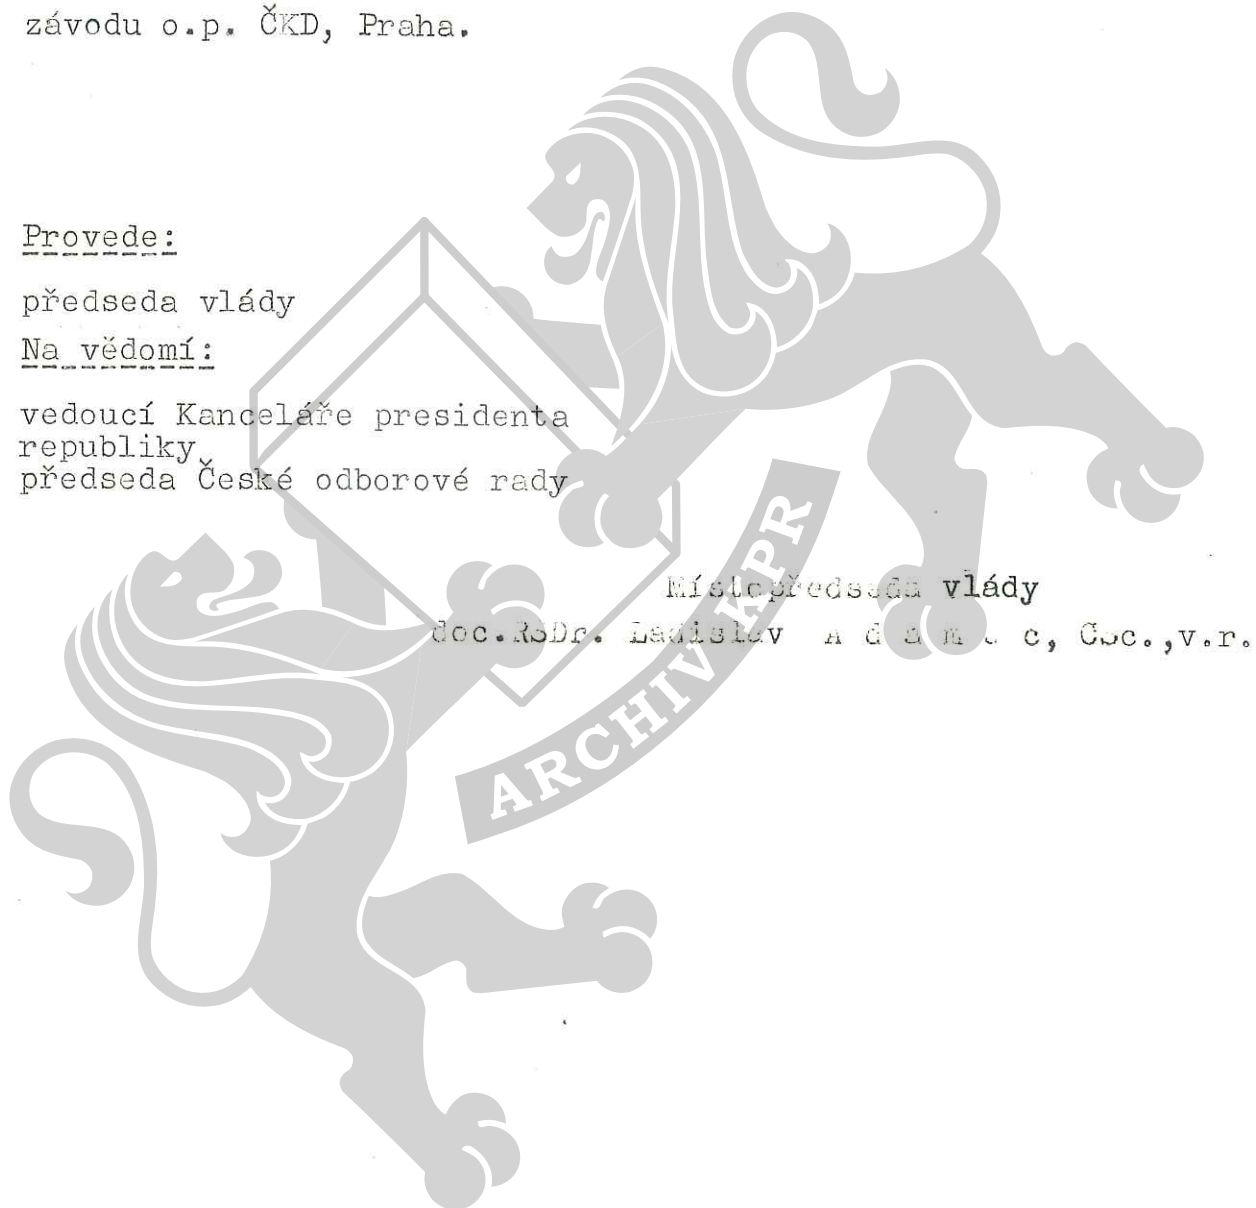 závodu o.p. ČKD, Praha.
Provede:
předseda vlády
Na vědomí:
vedoucí Kanceláře presidenta
republiky
předseda České odborové rady
Místopředseda vlády
doc.RSDr. Ladislav A d a m e c, CSc.,v.r.
ARCHIV KPR